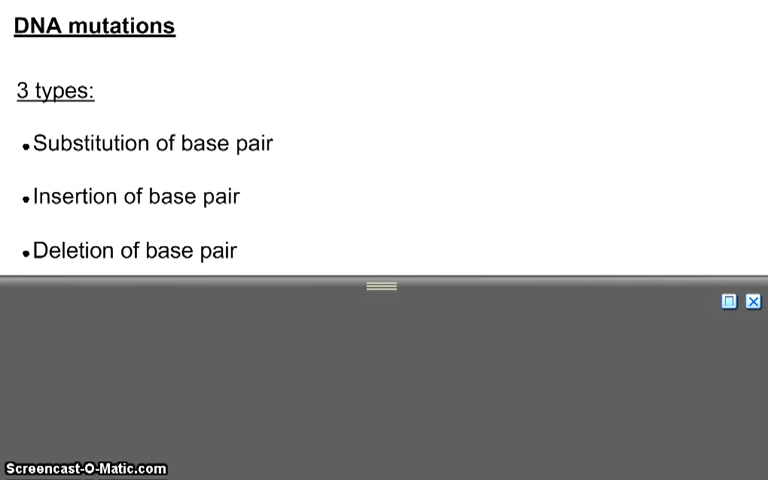 DNA mutations
3 types:
•Substitution of base pair
•Insertion of base pair
•Deletion of base pair
Screencast-O-Matic.com